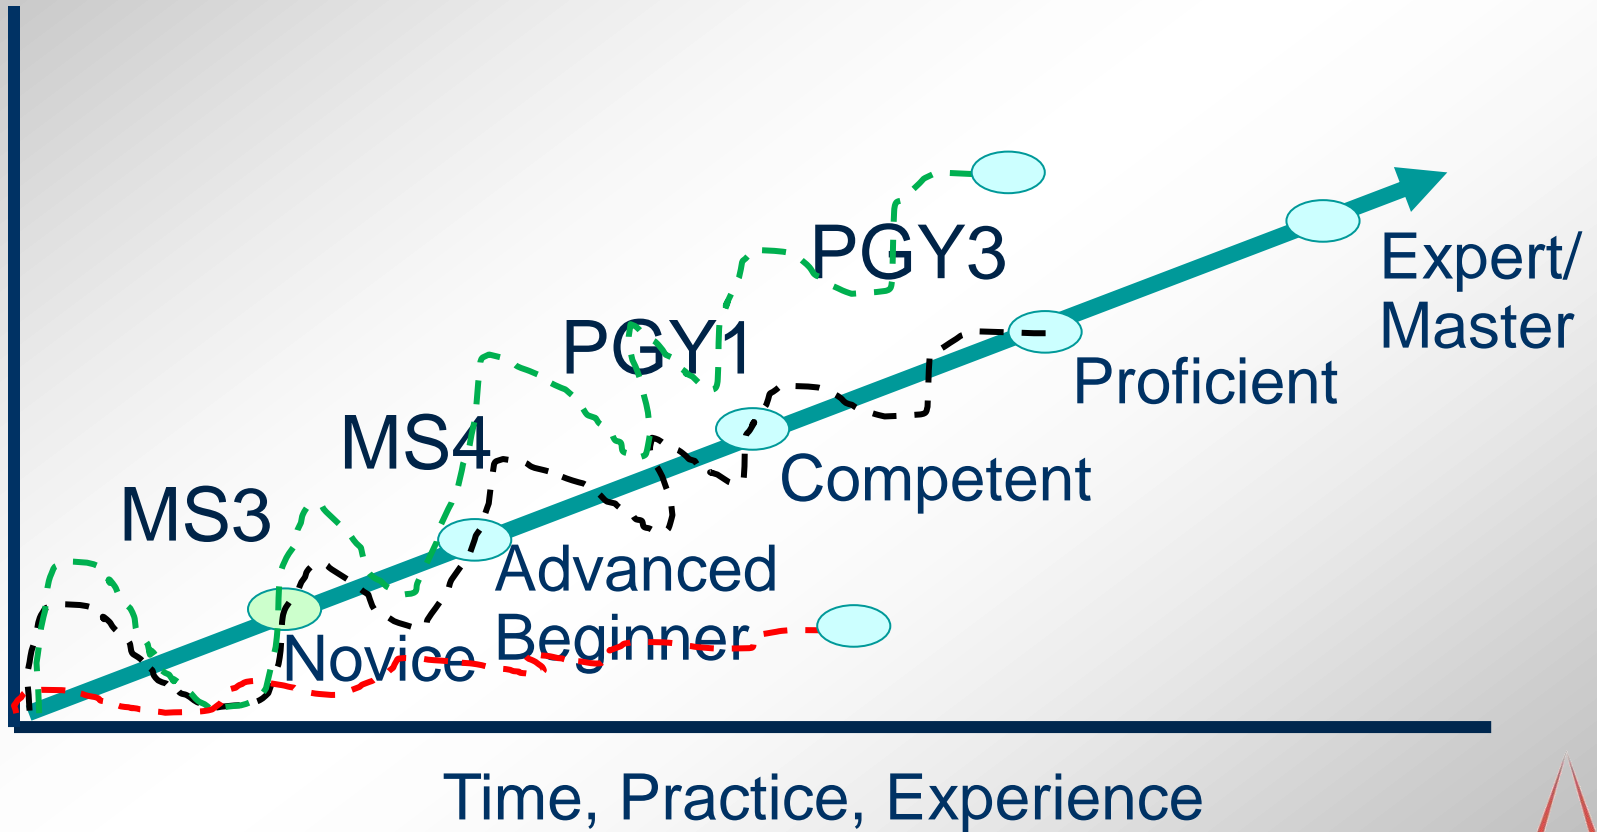 PGY3
Expert/
Master
PGY1
Proficient
MS4
Competent
MS3
Advanced
Beginner
Novice
Time, Practice, Experience